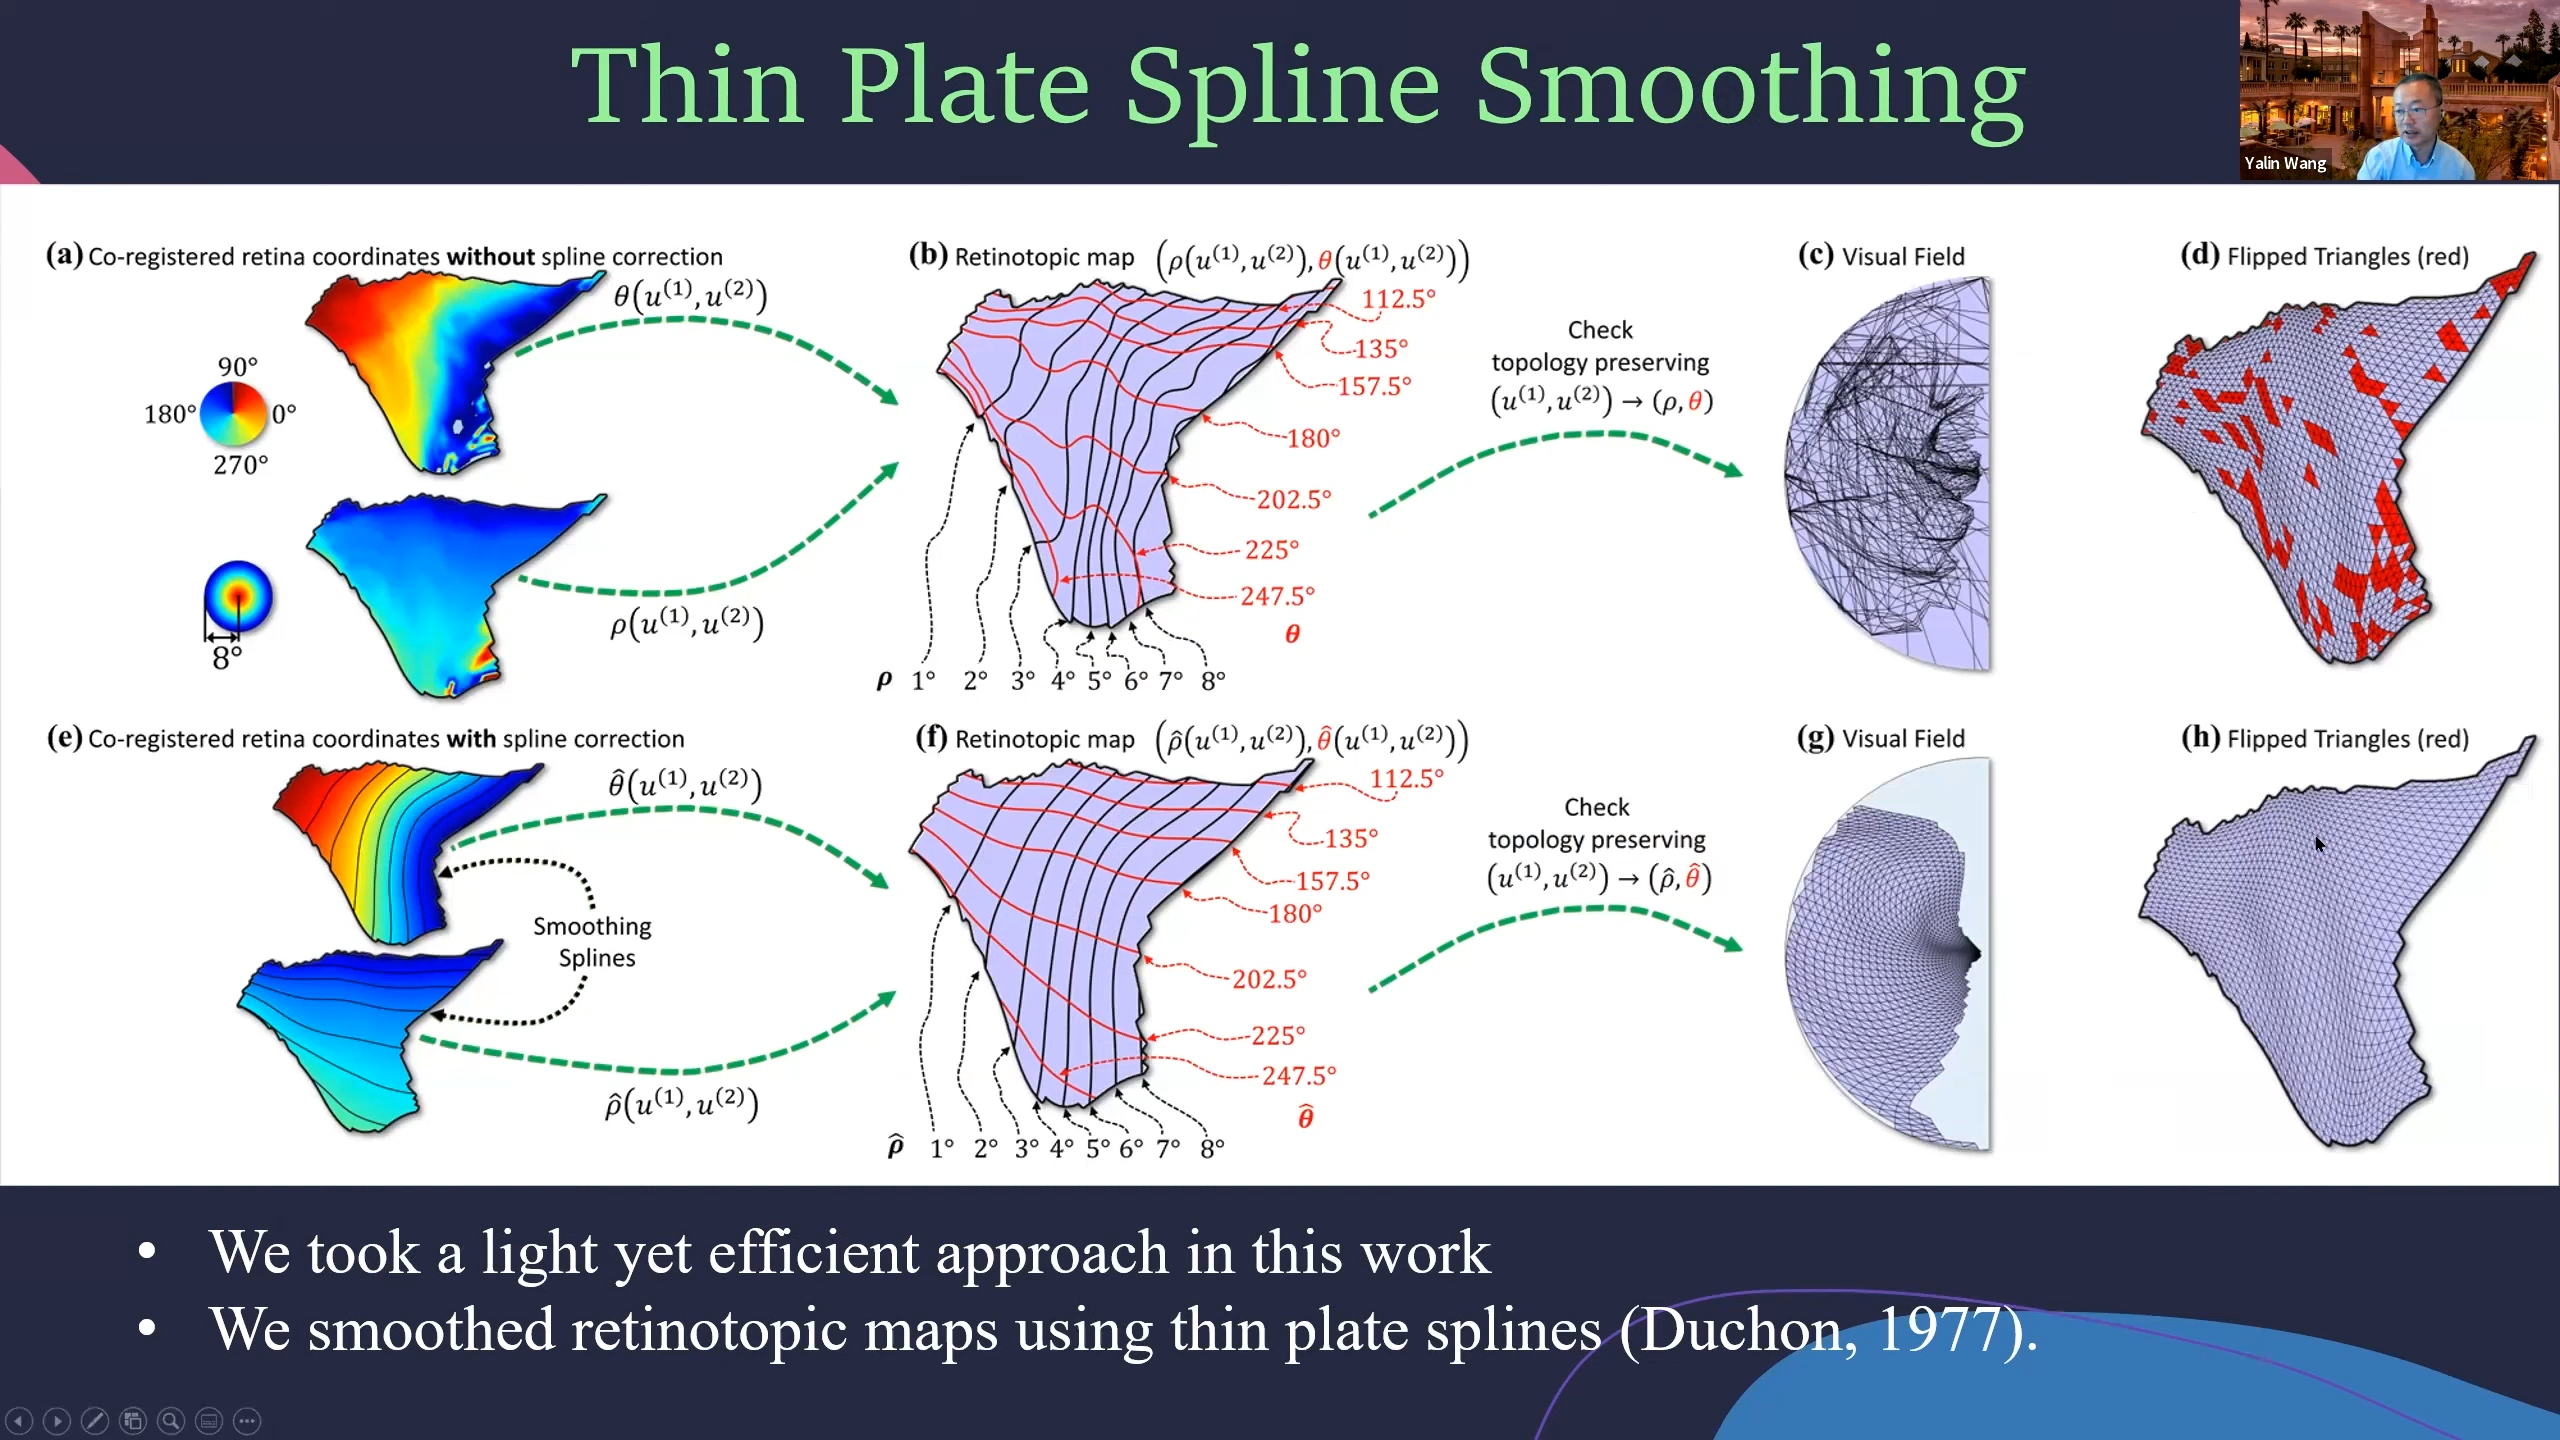 Thin Plate Spline Smoothing
Yalin Wang
(a) Co-registered retina coordinates without spline correction
θ(u⁽¹⁾, u⁽²⁾)
90°
180°
0°
270°
8°
ρ(u⁽¹⁾, u⁽²⁾)
(b) Retinotopic map (ρ(u⁽¹⁾, u⁽²⁾), θ(u⁽¹⁾, u⁽²⁾))
112.5°
135°
157.5°
180°
202.5°
225°
247.5°
θ
ρ 1° 2° 3° 4° 5° 6° 7° 8°
Check
topology preserving
(u⁽¹⁾, u⁽²⁾) → (ρ, θ)
(c) Visual Field
(d) Flipped Triangles (red)
(e) Co-registered retina coordinates with spline correction
θ̂(u⁽¹⁾, u⁽²⁾)
Smoothing
Splines
ρ̂(u⁽¹⁾, u⁽²⁾)
(f) Retinotopic map (ρ̂(u⁽¹⁾, u⁽²⁾), θ̂(u⁽¹⁾, u⁽²⁾))
112.5°
135°
157.5°
180°
202.5°
225°
247.5°
θ̂
ρ̂ 1° 2° 3° 4° 5° 6° 7° 8°
Check
topology preserving
(u⁽¹⁾, u⁽²⁾) → (ρ̂, θ̂)
(g) Visual Field
(h) Flipped Triangles (red)
• We took a light yet efficient approach in this work
• We smoothed retinotopic maps using thin plate splines (Duchon, 1977).